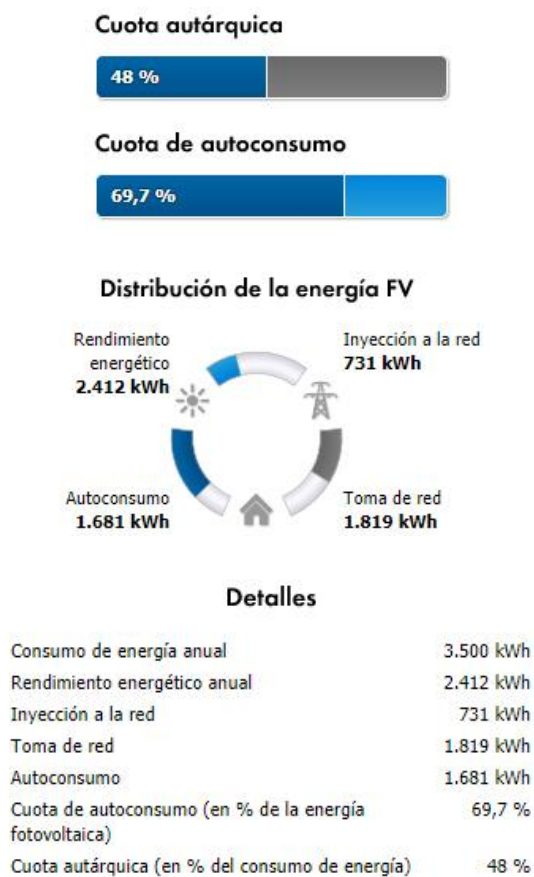 Cuota autárquica
48 %
Cuota de autoconsumo
69,7 %
Distribución de la energía FV
Rendimiento
energético
2.412 kWh
Inyección a la red
731 kWh
Autoconsumo
1.681 kWh
Toma de red
1.819 kWh
Detalles
Consumo de energía anual 3.500 kWh
Rendimiento energético anual 2.412 kWh
Inyección a la red 731 kWh
Toma de red 1.819 kWh
Autoconsumo 1.681 kWh
Cuota de autoconsumo (en % de la energía 69,7 %
fotovoltaica)
Cuota autárquica (en % del consumo de energía) 48 %